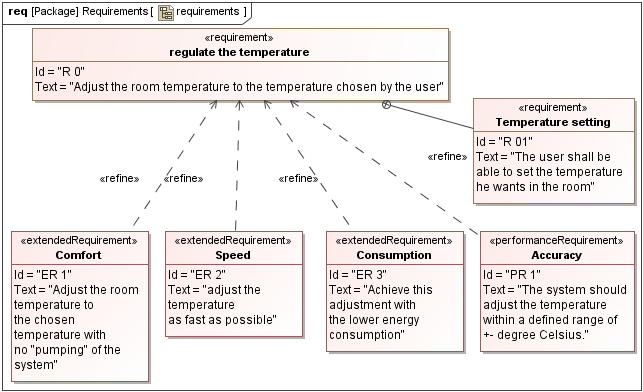 req [Package] Requirements [ requirements ]
«requirement»
regulate the temperature
Id = "R 0"
Text = "Adjust the room temperature to the temperature chosen by the user"
«requirement»
Temperature setting
Id = "R 01"
Text = "The user shall be
able to set the temperature
he wants in the room"
«refine»
«refine»
«refine»
«refine»
«extendedRequirement»
Comfort
Id = "ER 1"
Text = "Adjust the room
temperature to
the chosen
temperature with
no "pumping" of the
system"
«extendedRequirement»
Speed
Id = "ER 2"
Text = "adjust the
temperature
as fast as possible"
«extendedRequirement»
Consumption
Id = "ER 3"
Text = "Achieve this
adjustment with
the lower energy
consumption"
«performanceRequirement»
Accuracy
Id = "PR 1"
Text = "The system should
adjust the temperature
within a defined range of
+- degree Celsius."